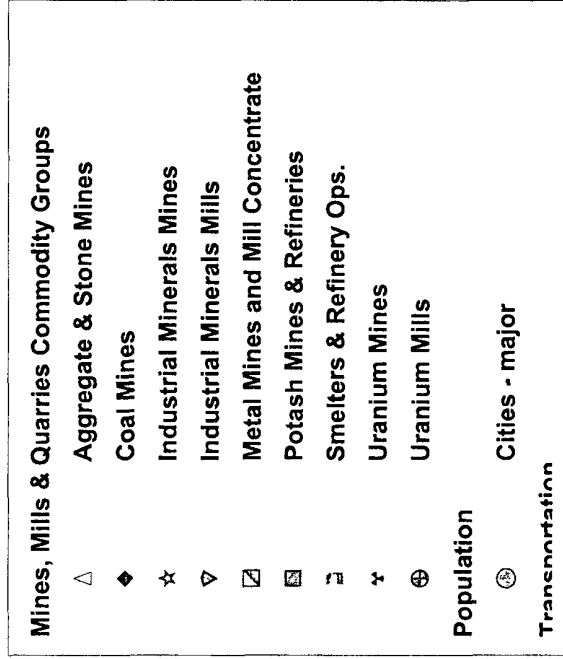 Mines, Mills & Quarries Commodity Groups
Aggregate & Stone Mines
Coal Mines
Industrial Minerals Mines
Industrial Minerals Mills
Metal Mines and Mill Concentrate
Potash Mines & Refineries
Smelters & Refinery Ops.
Uranium Mines
Uranium Mills
Population
Cities - major
Transportation